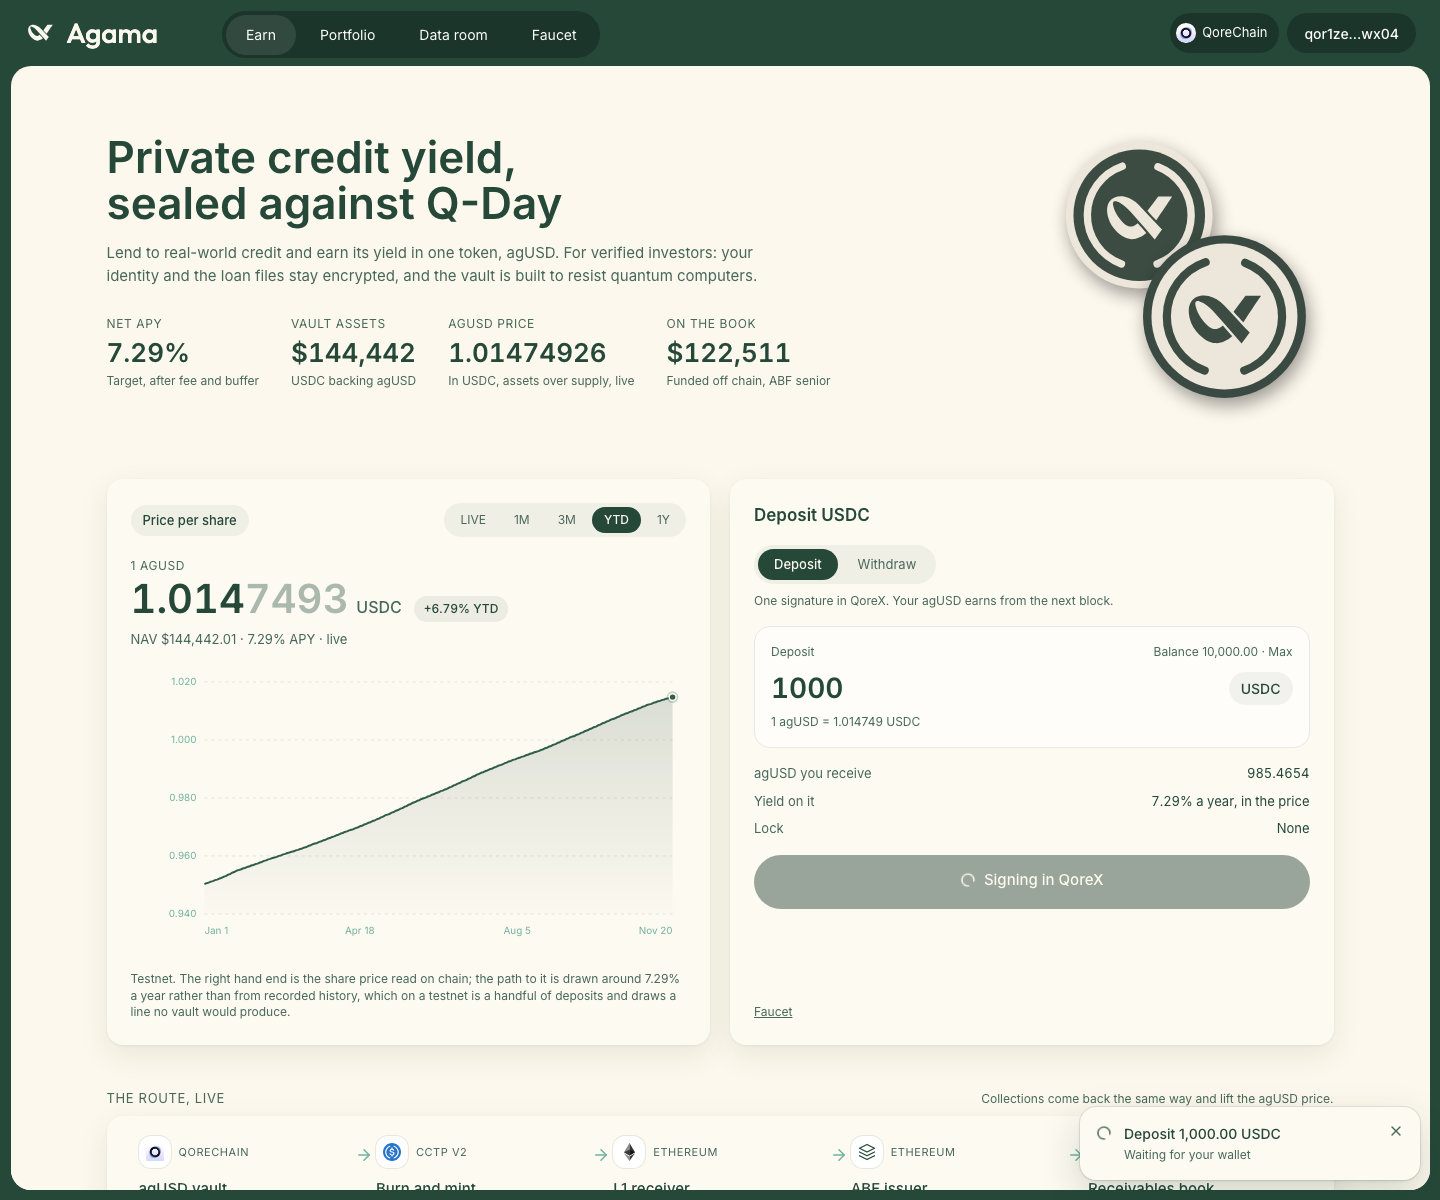 Agama
Earn
Portfolio
Data room
Faucet
QoreChain
qor1ze...wx04
Private credit yield,
sealed against Q-Day
Lend to real-world credit and earn its yield in one token, agUSD. For verified investors: your
identity and the loan files stay encrypted, and the vault is built to resist quantum computers.
NET APY
7.29%
Target, after fee and buffer
VAULT ASSETS
$144,442
USDC backing agUSD
AGUSD PRICE
1.01474926
In USDC, assets over supply, live
ON THE BOOK
$122,511
Funded off chain, ABF senior
Price per share
LIVE 1M 3M YTD 1Y
1 AGUSD
1.0147493 USDC +6.79% YTD
NAV $144,442.01 · 7.29% APY · live
1.020
1.000
0.980
0.960
0.940
Jan 1 Apr 18 Aug 5 Nov 20
Testnet. The right hand end is the share price read on chain; the path to it is drawn around 7.29%
a year rather than from recorded history, which on a testnet is a handful of deposits and draws a
line no vault would produce.
Deposit USDC
Deposit Withdraw
One signature in QoreX. Your agUSD earns from the next block.
Deposit Balance 10,000.00 · Max
1000 USDC
1 agUSD = 1.014749 USDC
agUSD you receive 985.4654
Yield on it 7.29% a year, in the price
Lock None
Signing in QoreX
Faucet
THE ROUTE, LIVE
Collections come back the same way and lift the agUSD price.
QORECHAIN
CCTP V2
ETHEREUM
ETHEREUM
agUSD vault
Burn and mint
L1 receiver
ABF issuer
Receivables book
Deposit 1,000.00 USDC
Waiting for your wallet